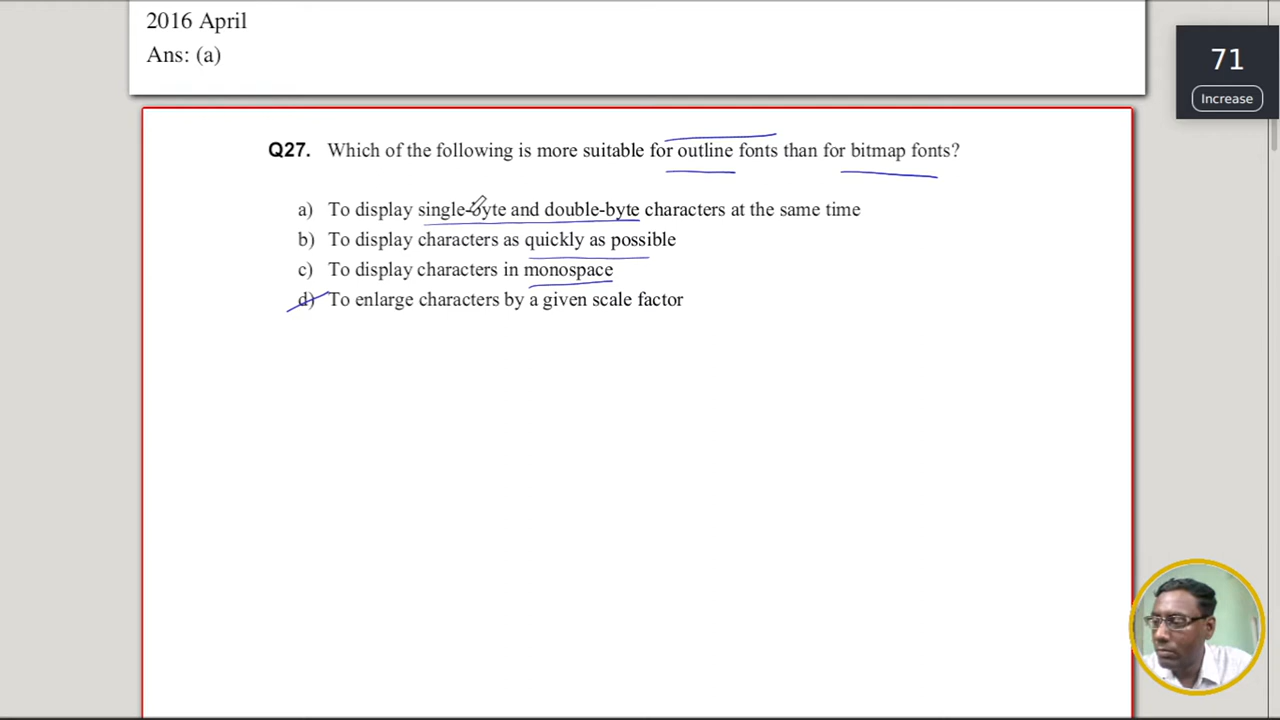 2016 April
Ans: (a)
71
Increase
Q27. Which of the following is more suitable for outline fonts than for bitmap fonts?
a) To display single-byte and double-byte characters at the same time
b) To display characters as quickly as possible
c) To display characters in monospace
d) To enlarge characters by a given scale factor